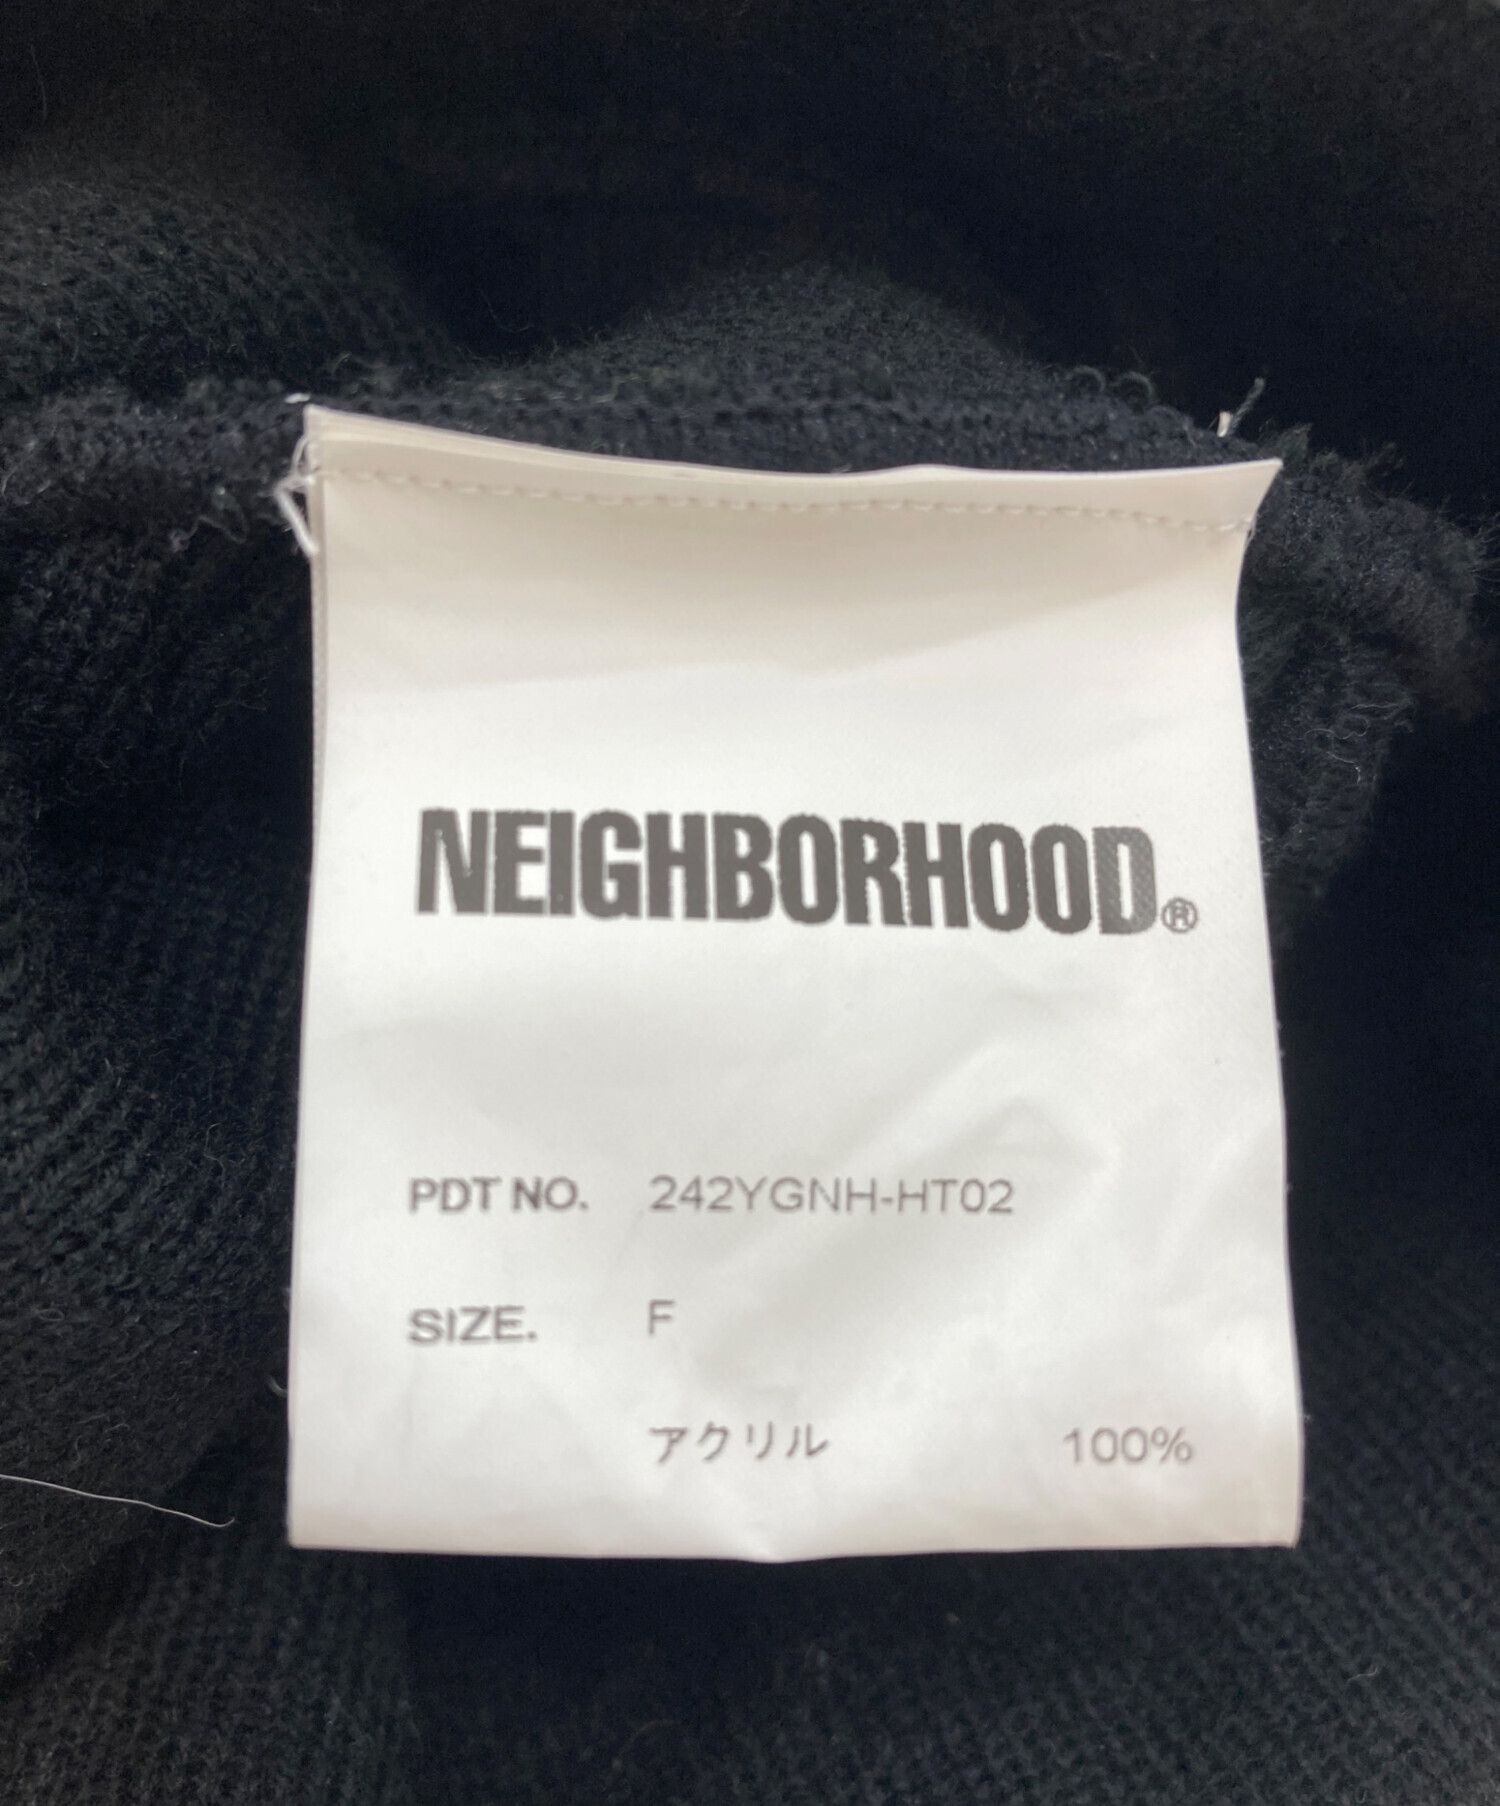 NEIGHBORHOOD®
PDT NO. 242YGNH-HT02
SIZE. F
アクリル 100%